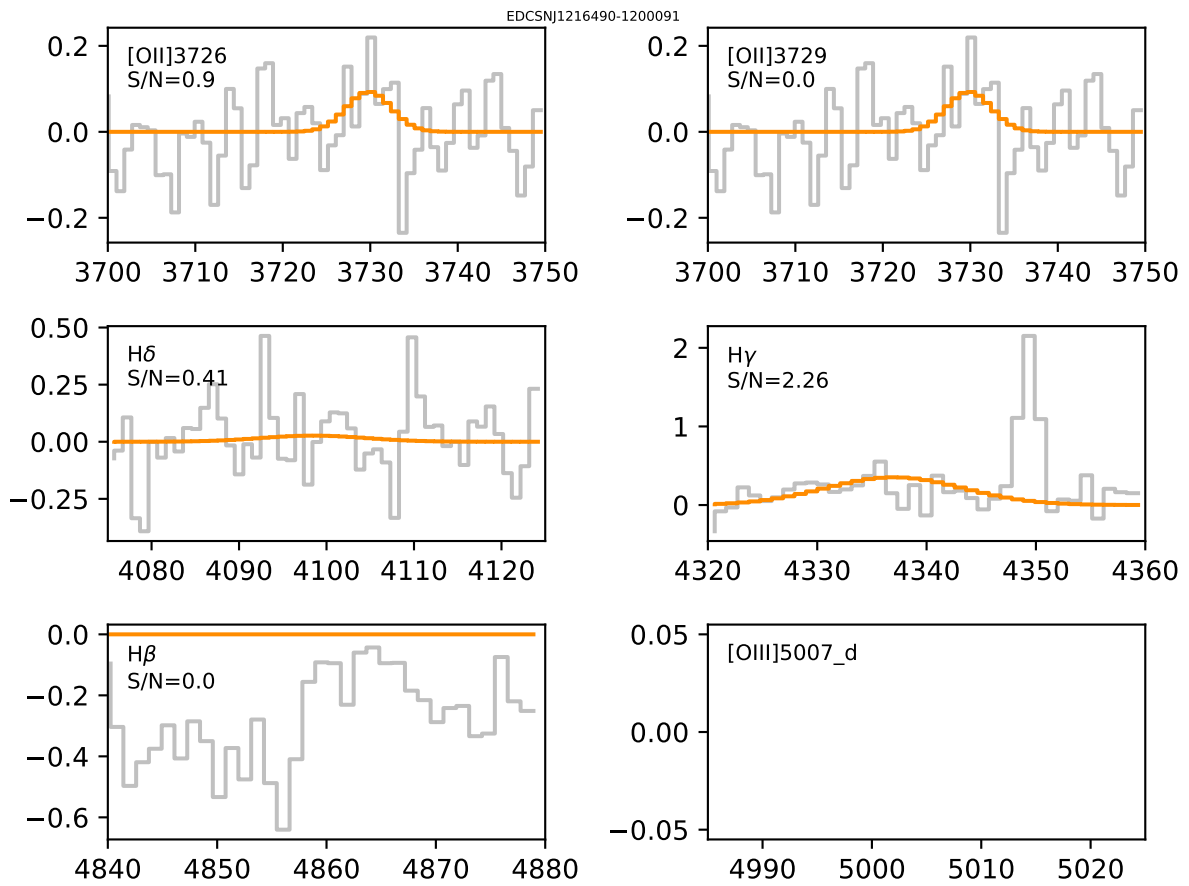 EDCSNJ1216490-1200091
[OII]3726
S/N=0.9
0.2
0.0
−0.2
3700 3710 3720 3730 3740 3750
[OII]3729
S/N=0.0
0.2
0.0
−0.2
3700 3710 3720 3730 3740 3750
Hδ
S/N=0.41
0.50
0.25
0.00
−0.25
4080 4090 4100 4110 4120
Hγ
S/N=2.26
2
1
0
4320 4330 4340 4350 4360
Hβ
S/N=0.0
0.0
−0.2
−0.4
−0.6
4840 4850 4860 4870 4880
[OIII]5007_d
0.05
0.00
−0.05
4990 5000 5010 5020